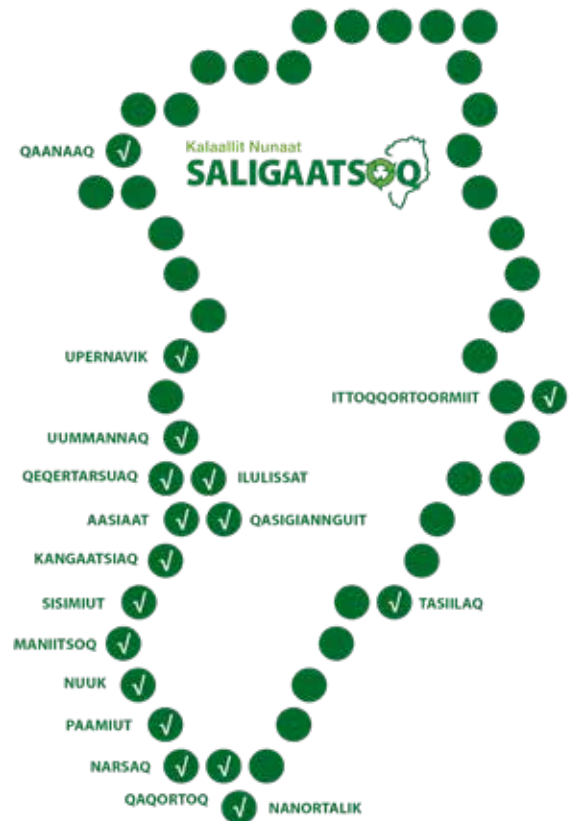 Kalaallit Nunaat
SALIGAATSOQ
QAANAAQ √
UPERNAVIK √
ITTOQQORTOORMIIT √
UUMMANNAQ √
QEQERTARSUAQ √ √ ILULISSAT
AASIAAT √ √ QASIGIANNGUIT
KANGAATSIAQ √
SISIMIUT √
√ TASIILAQ
MANIITSOQ √
NUUK √
PAAMIUT √
NARSAQ √ √
QAQORTOQ
√ NANORTALIK